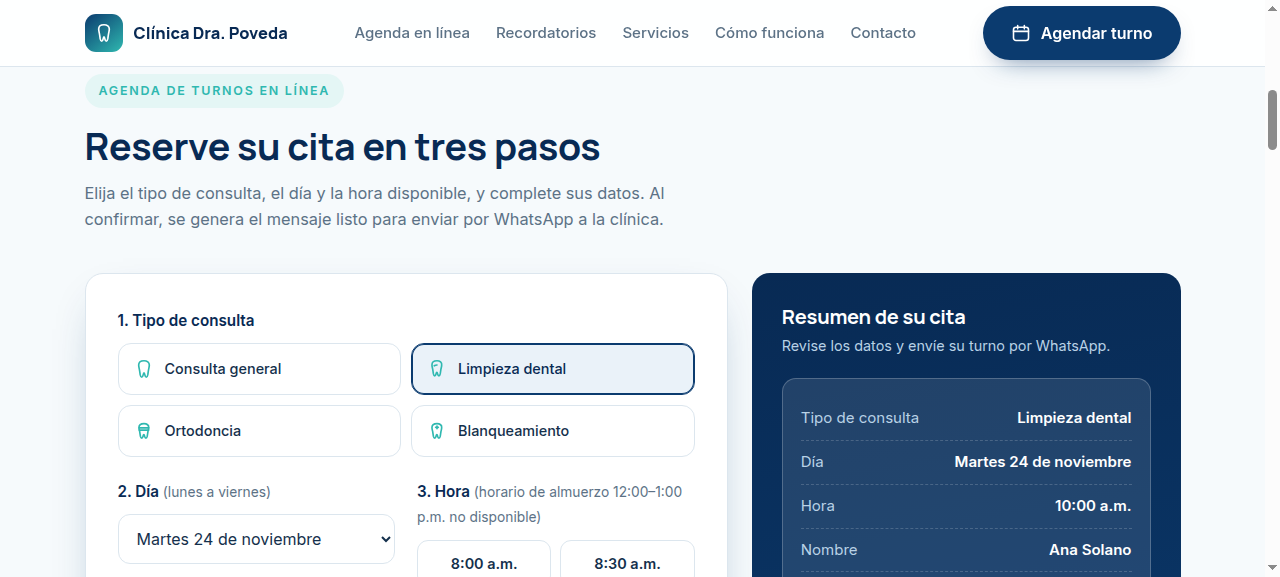 Clínica Dra. Poveda
Agenda en línea
Recordatorios
Servicios
Cómo funciona
Contacto
Agendar turno
AGENDA DE TURNOS EN LÍNEA
Reserve su cita en tres pasos
Elija el tipo de consulta, el día y la hora disponible, y complete sus datos. Al
confirmar, se genera el mensaje listo para enviar por WhatsApp a la clínica.
1. Tipo de consulta
Consulta general
Limpieza dental
Ortodoncia
Blanqueamiento
2. Día (lunes a viernes)
Martes 24 de noviembre
3. Hora (horario de almuerzo 12:00–1:00
p.m. no disponible)
8:00 a.m.
8:30 a.m.
Resumen de su cita
Revise los datos y envíe su turno por WhatsApp.
Tipo de consulta Limpieza dental
Día Martes 24 de noviembre
Hora 10:00 a.m.
Nombre Ana Solano